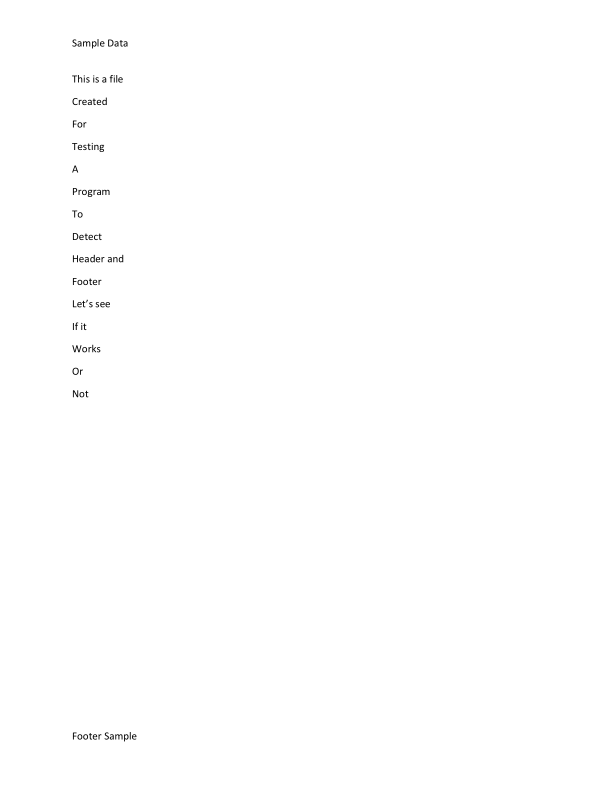 Sample Data
This is a file
Created
For
Testing
A
Program
To
Detect
Header and
Footer
Let’s see
If it
Works
Or
Not
Footer Sample